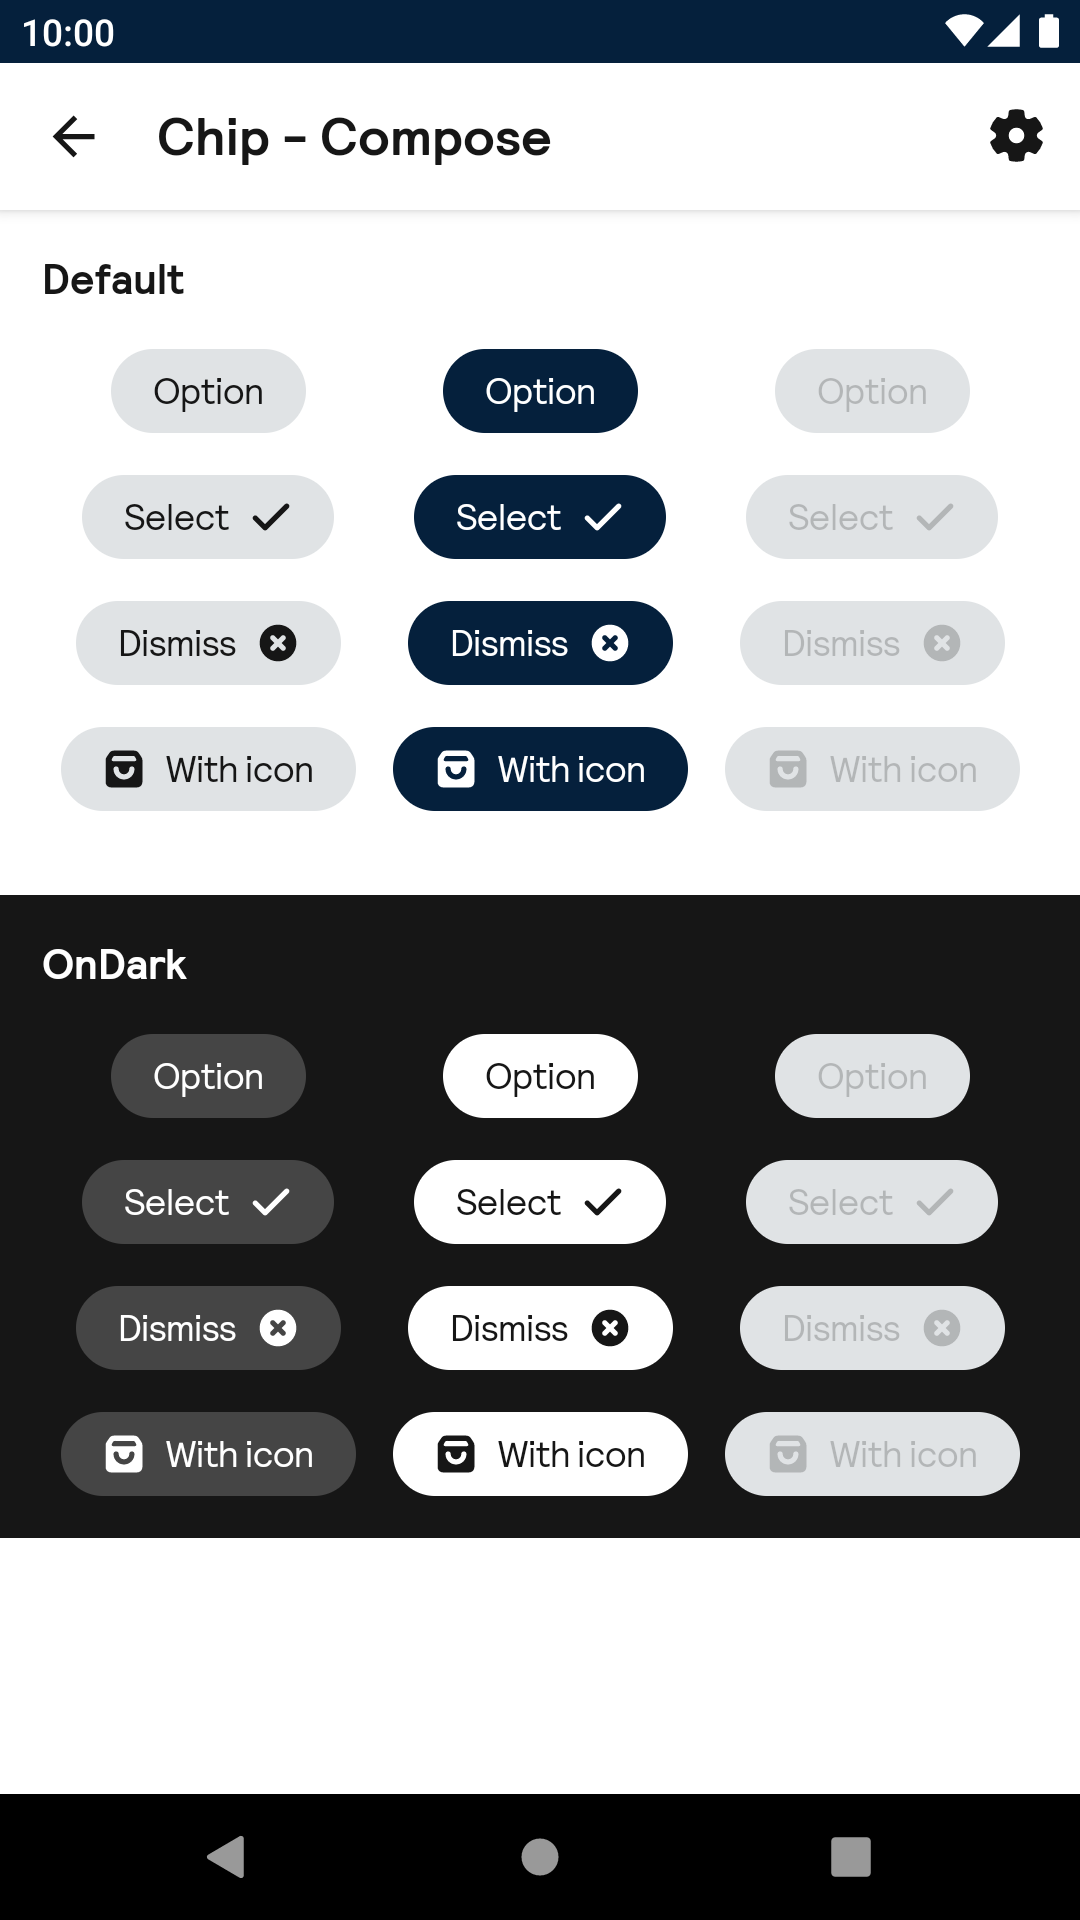 10:00
Chip - Compose
Default
Option Option Option
Select Select Select
Dismiss Dismiss Dismiss
With icon With icon With icon
OnDark
Option Option Option
Select Select Select
Dismiss Dismiss Dismiss
With icon With icon With icon